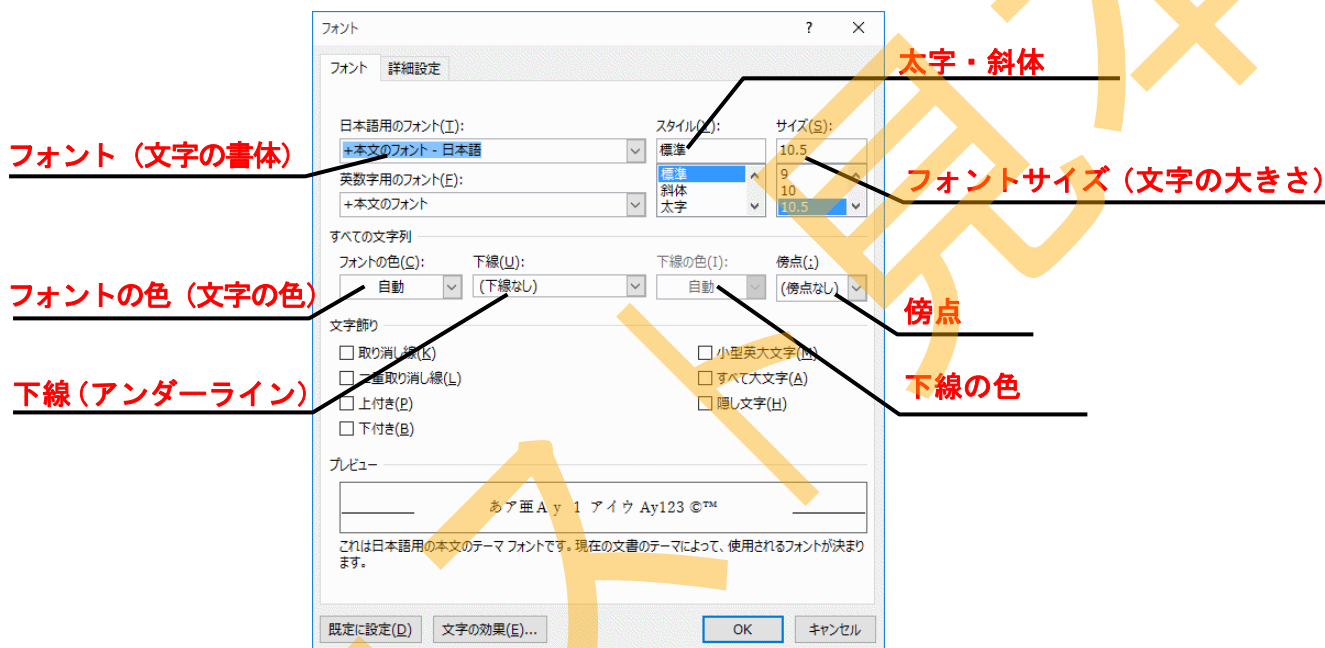 フォント ? ×
フォント 詳細設定
太字・斜体
日本語用のフォント(T): スタイル(Y): サイズ(S):
フォント（文字の書体） +本文のフォント - 日本語 標準 10.5
英数字用のフォント(F): 標準 9
フォントサイズ（文字の大きさ）
斜体 10
+本文のフォント 太字 10.5
すべての文字列
フォントの色(C): 下線(U): 下線の色(I): 傍点(:)
フォントの色（文字の色） 自動 (下線なし) 自動 (傍点なし)
傍点
文字飾り
取り消し線(K) 小型英大文字(M)
下線（アンダーライン） 二重取り消し線(L) すべて大文字(A) 下線の色
上付き(P) 隠し文字(H)
下付き(B)
プレビュー
あア亜Ay 1 アイウ Ay123 ©™
これは日本語用の本文のテーマ フォントです。現在の文書のテーマによって、使用されるフォントが決まり
ます。
既定に設定(D) 文字の効果(E)... OK キャンセル